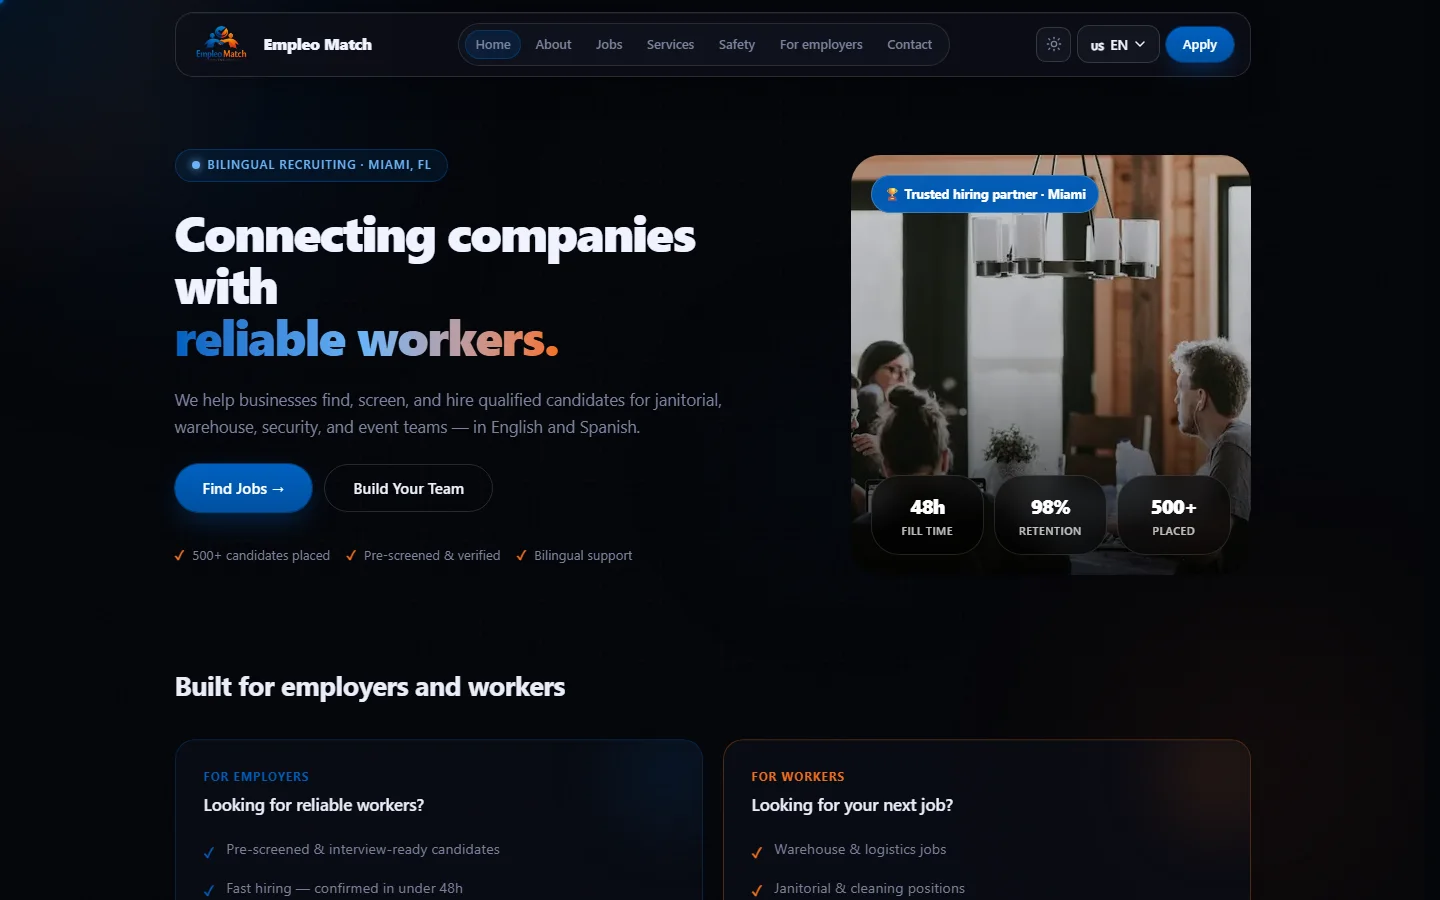 Empleo Match
Empleo Match
Home
About
Jobs
Services
Safety
For employers
Contact
us EN
Apply
BILINGUAL RECRUITING · MIAMI, FL
Connecting companies
with
reliable workers.
We help businesses find, screen, and hire qualified candidates for janitorial,
warehouse, security, and event teams — in English and Spanish.
Find Jobs →
Build Your Team
✓ 500+ candidates placed
✓ Pre-screened & verified
✓ Bilingual support
🏆 Trusted hiring partner · Miami
48h
FILL TIME
98%
RETENTION
500+
PLACED
Built for employers and workers
FOR EMPLOYERS
Looking for reliable workers?
✓ Pre-screened & interview-ready candidates
✓ Fast hiring — confirmed in under 48h
FOR WORKERS
Looking for your next job?
✓ Warehouse & logistics jobs
✓ Janitorial & cleaning positions